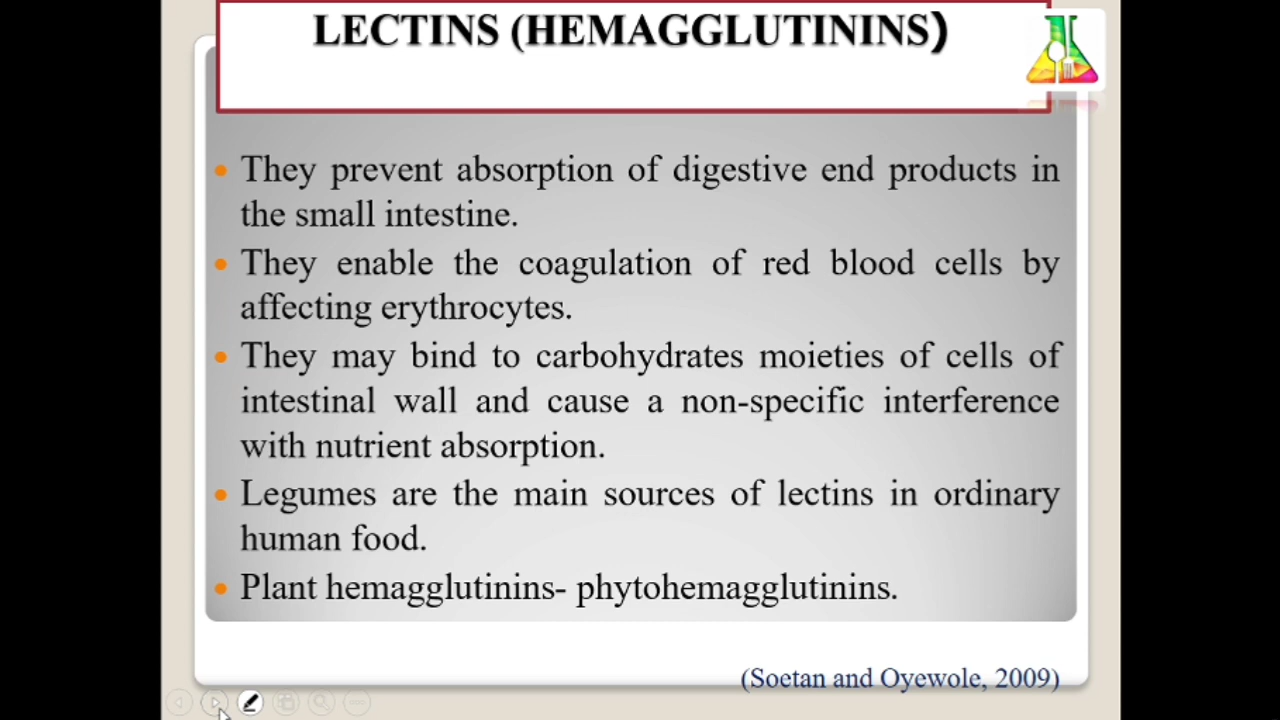 LECTINS (HEMAGGLUTININS)
They prevent absorption of digestive end products in
the small intestine.
They enable the coagulation of red blood cells by
affecting erythrocytes.
They may bind to carbohydrates moieties of cells of
intestinal wall and cause a non-specific interference
with nutrient absorption.
Legumes are the main sources of lectins in ordinary
human food.
Plant hemagglutinins- phytohemagglutinins.
(Soetan and Oyewole, 2009)